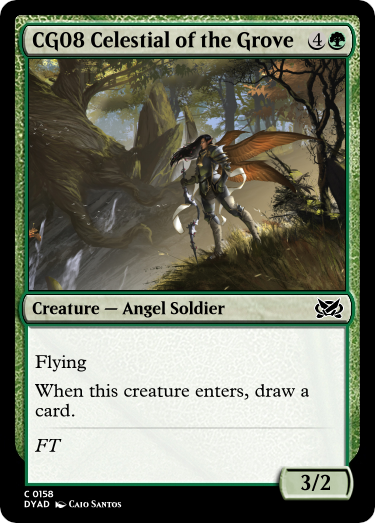 CG08 Celestial of the Grove 4
Creature — Angel Soldier
Flying
When this creature enters, draw a
card.
FT
3/2
C 0158
DYAD Caio Santos